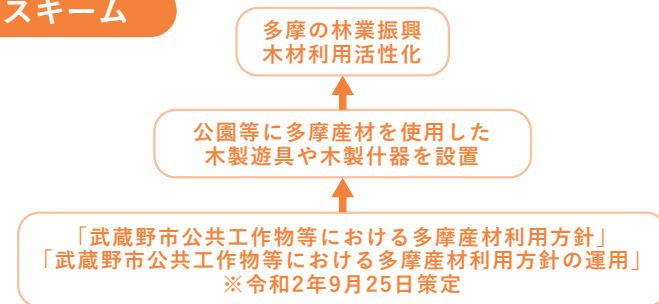 スキーム
多摩の林業振興
木材利用活性化
公園等に多摩産材を使用した
木製遊具や木製什器を設置
「武蔵野市公共工作物等における多摩産材利用方針」
「武蔵野市公共工作物等における多摩産材利用方針の運用」
※令和2年9月25日策定